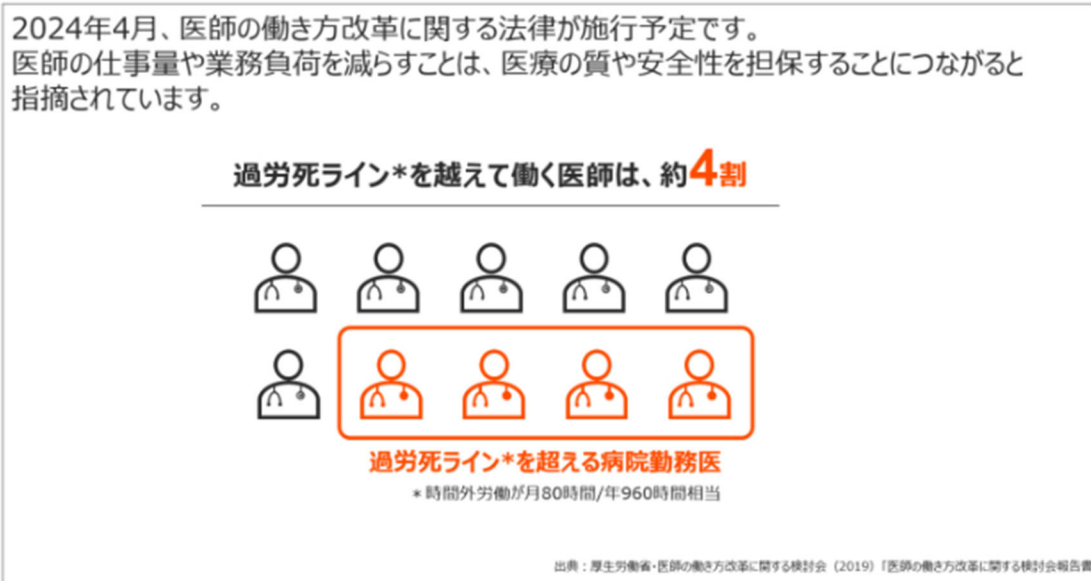 2024年4月、医師の働き方改革に関する法律が施行予定です。
医師の仕事量や業務負荷を減らすことは、医療の質や安全性を担保することにつながると
指摘されています。
過労死ライン*を越えて働く医師は、約4割
過労死ライン*を超える病院勤務医
*時間外労働が月80時間/年960時間相当
出典：厚生労働省・医師の働き方改革に関する検討会（2019）「医師の働き方改革に関する検討会報告書